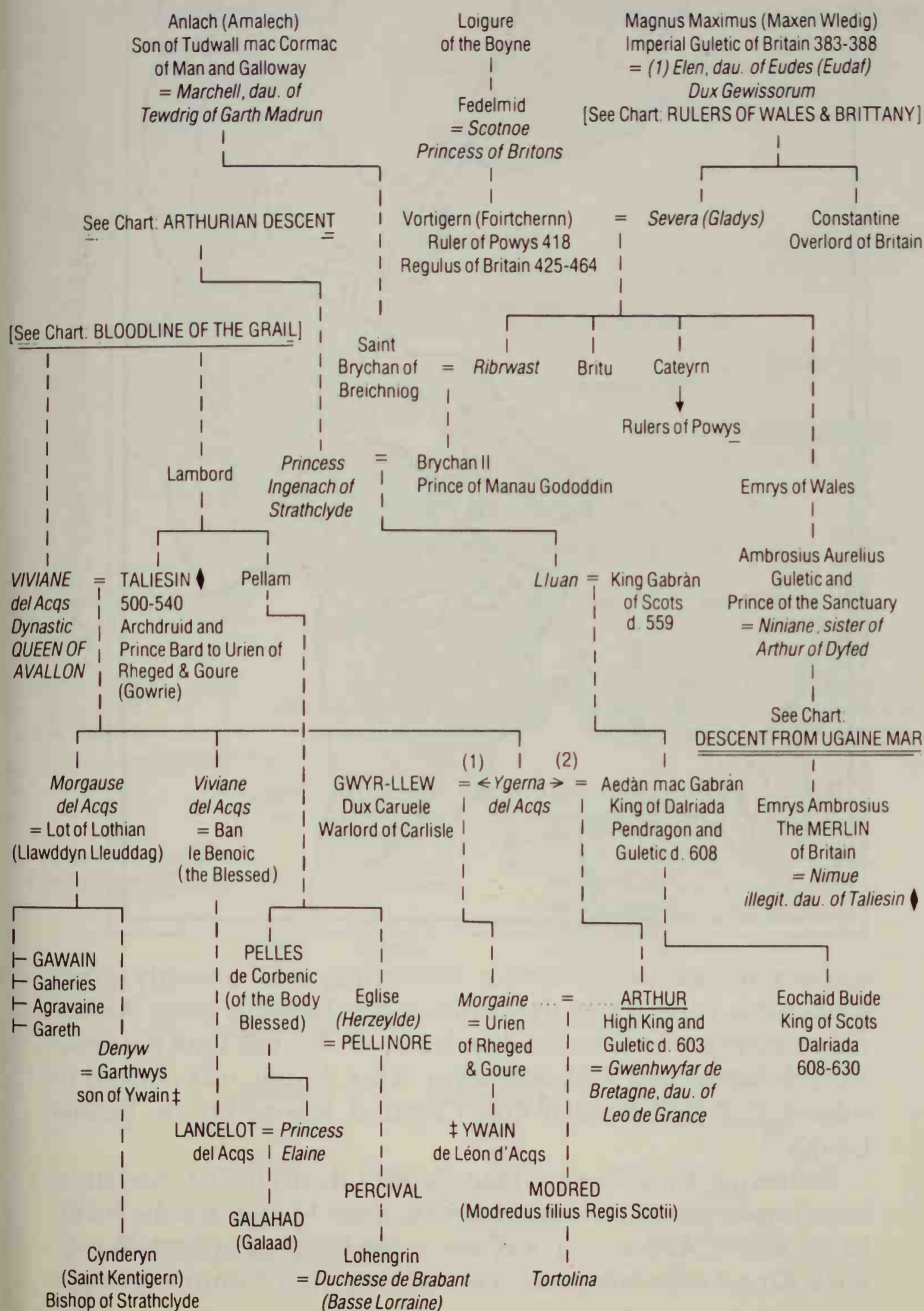 Anlach (Amalech)
Son of Tudwall mac Cormac
of Man and Galloway
= Marchell, dau. of
Tewdrig of Garth Madrun
Loigure
of the Boyne
Magnus Maximus (Maxen Wledig)
Imperial Guletic of Britain 383-388
= (1) Elen, dau. of Eudes (Eudaf)
Dux Gewissorum
[See Chart: RULERS OF WALES & BRITTANY]
Fedelmid
= Scotnoe
Princess of Britons
See Chart: ARTHURIAN DESCENT
Vortigern (Foirtchernn)
Ruler of Powys 418
Regulus of Britain 425-464
=
Severa (Gladys)
Constantine
Overlord of Britain
[See Chart: BLOODLINE OF THE GRAIL]
Saint
Brychan of
Breichniog
=
Ribrwast
Britu
Cateyrn
Rulers of Powys
Lambord
Princess
Ingenach of
Strathclyde
=
Brychan II
Prince of Manau Gododdin
Emrys of Wales
VIVIANE
del Acqs
Dynastic
QUEEN OF
AVALLON
=
TALIESIN ♦
500-540
Archdruid and
Prince Bard to Urien of
Rheged & Goure
(Gowrie)
Pellam
Lluan
=
King Gabràn
of Scots
d. 559
Ambrosius Aurelius
Guletic and
Prince of the Sanctuary
= Niniane, sister of
Arthur of Dyfed
See Chart:
DESCENT FROM UGAINE MAR
Morgause
del Acqs
= Lot of Lothian
(Llawddyn Lleuddag)
Viviane
del Acqs
= Ban
le Benoic
(the Blessed)
GWYR-LLEW
Dux Caruele
Warlord of Carlisle
(1) (2)
= <Ygerna> =
del Acqs
Aedàn mac Gabràn
King of Dalriada
Pendragon and
Guletic d. 608
Emrys Ambrosius
The MERLIN
of Britain
= Nimue
illegit. dau. of Taliesin ♦
GAWAIN
Gaheries
Agravaine
Gareth
Denyw
= Garthwys
son of Ywain ‡
PELLES
de Corbenic
(of the Body
Blessed)
Eglise
(Herzeylde)
= PELLINORE
Morgaine
= Urien
of Rheged
& Goure
... = ......
ARTHUR
High King and
Guletic d. 603
= Gwenhwyfar de
Bretagne, dau. of
Leo de Grance
Eochaid Buide
King of Scots
Dalriada
608-630
LANCELOT
del Acqs
=
Princess
Elaine
‡ YWAIN
de Léon d'Acqs
GALAHAD
(Galaad)
PERCIVAL
MODRED
(Modredus filius Regis Scotii)
Cynderyn
(Saint Kentigern)
Bishop of Strathclyde
Lohengrin
= Duchesse de Brabant
(Basse Lorraine)
Tortolina